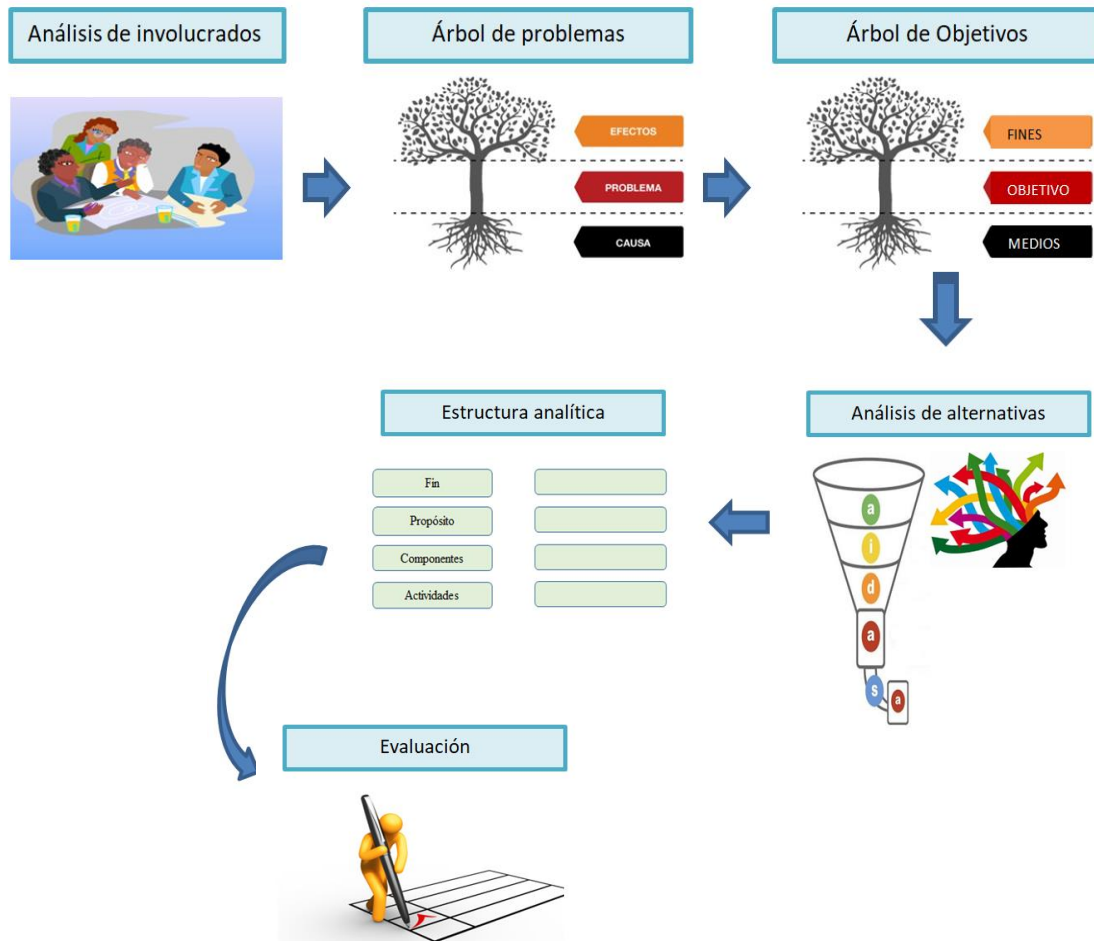 Análisis de involucrados
Árbol de problemas
Árbol de Objetivos
EFECTOS
PROBLEMA
CAUSA
FINES
OBJETIVO
MEDIOS
Estructura analítica
Fin
Propósito
Componentes
Actividades
Análisis de alternativas
a
i
d
a
s
a
Evaluación